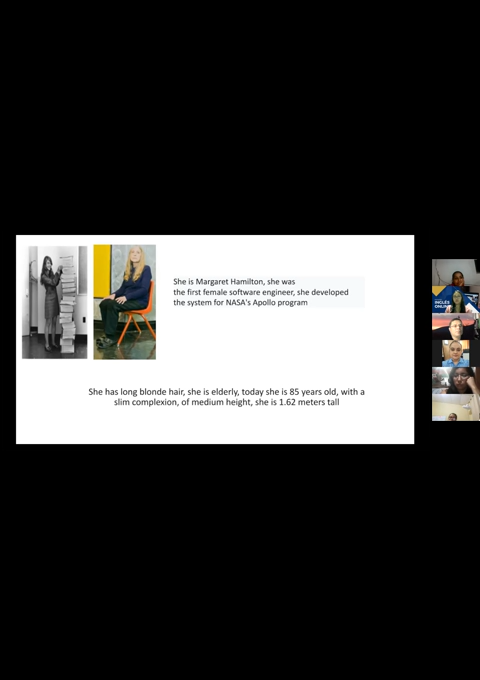 She is Margaret Hamilton, she was
the first female software engineer, she developed
the system for NASA's Apollo program
INGLÉS
ONLINE
She has long blonde hair, she is elderly, today she is 85 years old, with a
slim complexion, of medium height, she is 1.62 meters tall